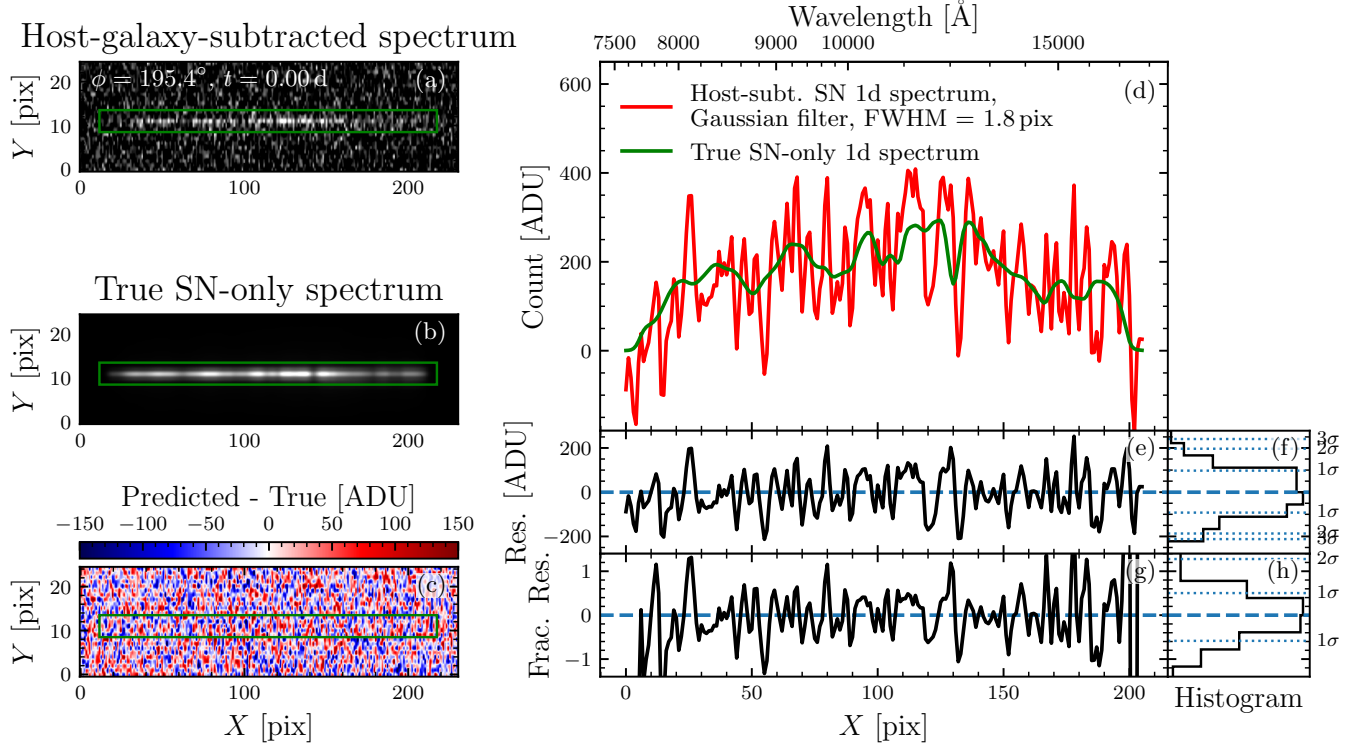 Host-galaxy-subtracted spectrum
ϕ = 195.4°, t = 0.00 d
(a)
Y [pix]
20
10
0
0 100 200
True SN-only spectrum
(b)
Y [pix]
20
10
0
0 100 200
Predicted - True [ADU]
−150 −100 −50 0 50 100 150
(c)
Y [pix]
20
10
0
0 100 200
X [pix]
Wavelength [Å]
7500 8000 9000 10000 15000
(d)
Host-subt. SN 1d spectrum,
Gaussian filter, FWHM = 1.8 pix
True SN-only 1d spectrum
Count [ADU]
600
400
200
0
Res. [ADU]
200
0
−200
(e)
(f)
3σ
2σ
1σ
1σ
Frac. Res.
1
0
−1
(g)
(h)
2σ
1σ
1σ
0 50 100 150 200
X [pix]
Histogram